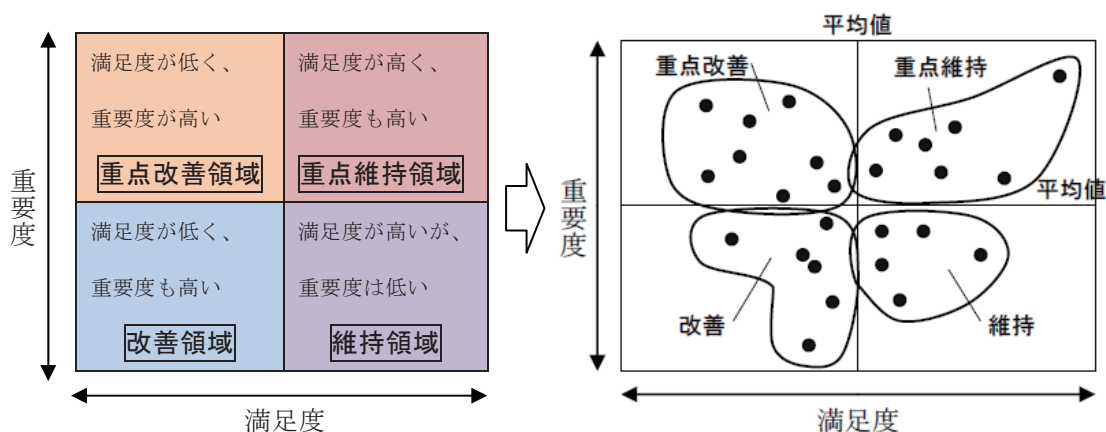 満足度が低く、
重要度が高い
重点改善領域
満足度が高く、
重要度も高い
重点維持領域
満足度が低く、
重要度も高い
改善領域
満足度が高いが、
重要度は低い
維持領域
重要度
満足度
平均値
重点改善
重点維持
平均値
重要度
改善
維持
満足度